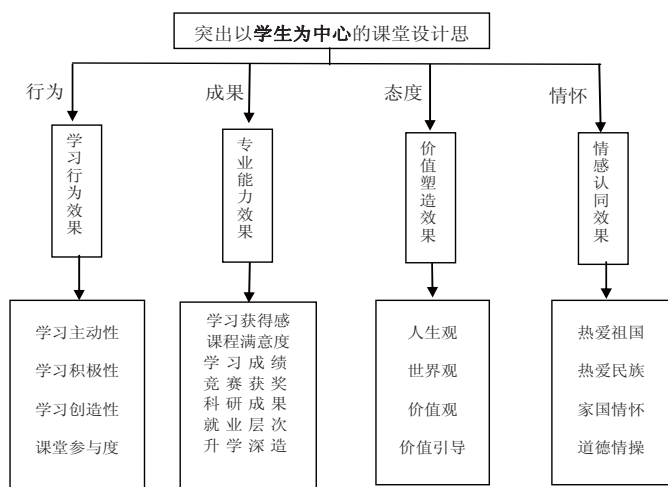 突出以学生为中心的课堂设计思
行为
成果
态度
情怀
学习行为效果
专业能力效果
价值塑造效果
情感认同效果
学习主动性
学习积极性
学习创造性
课堂参与度
学习获得感
课程满意度
学习成绩
竞赛获奖
科研成果
就业层次
升学深造
人生观
世界观
价值观
价值引导
热爱祖国
热爱民族
家国情怀
道德情操